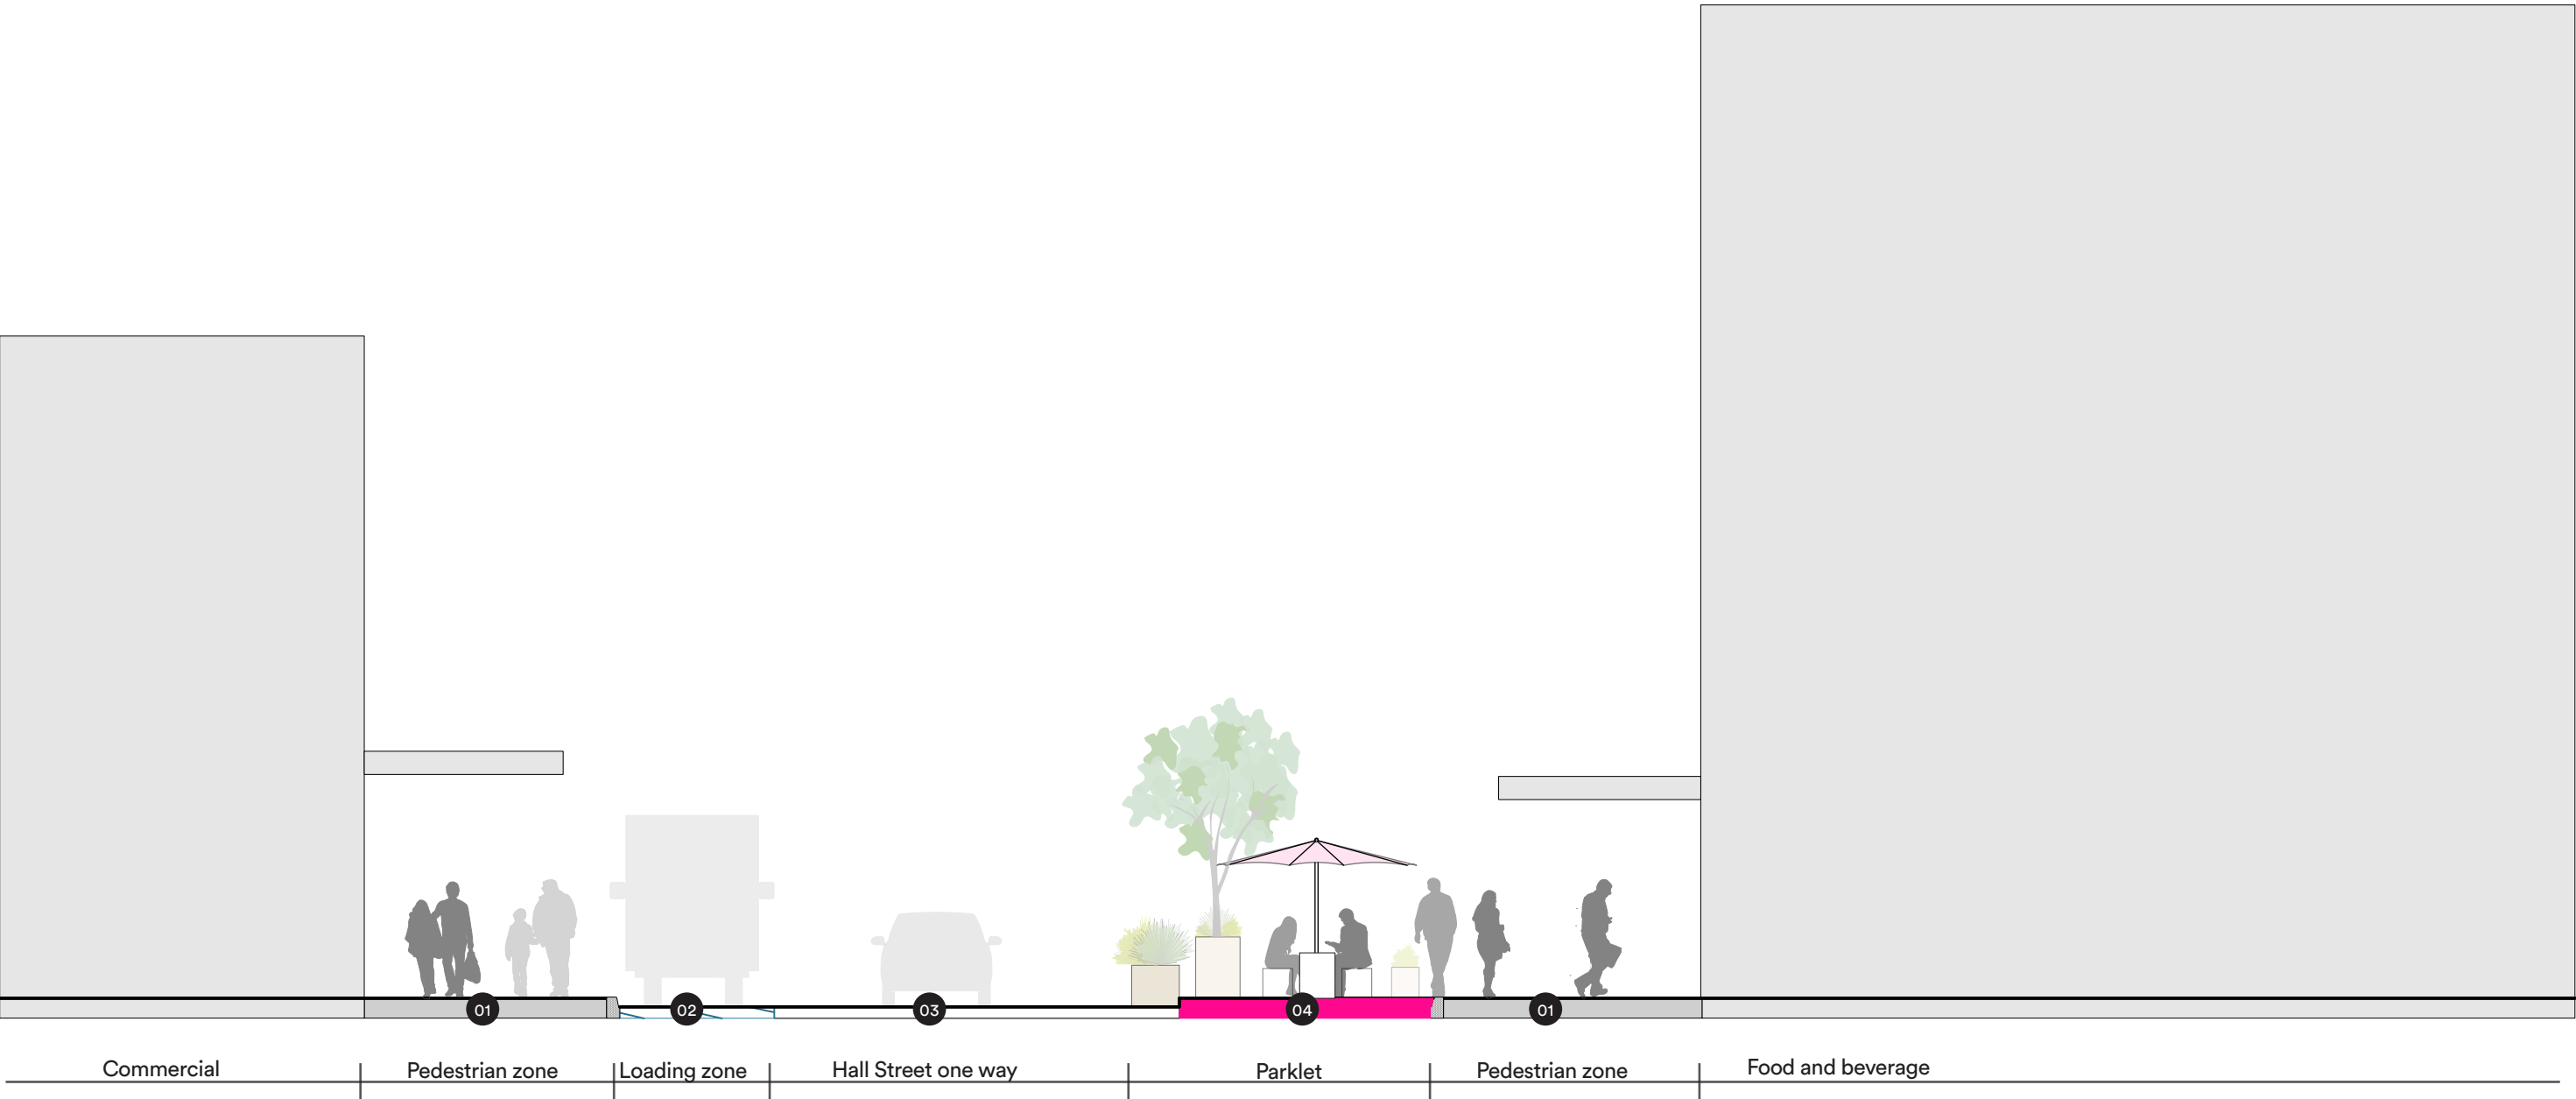 01
02
03
04
01
Commercial
Pedestrian zone
Loading zone
Hall Street one way
Parklet
Pedestrian zone
Food and beverage